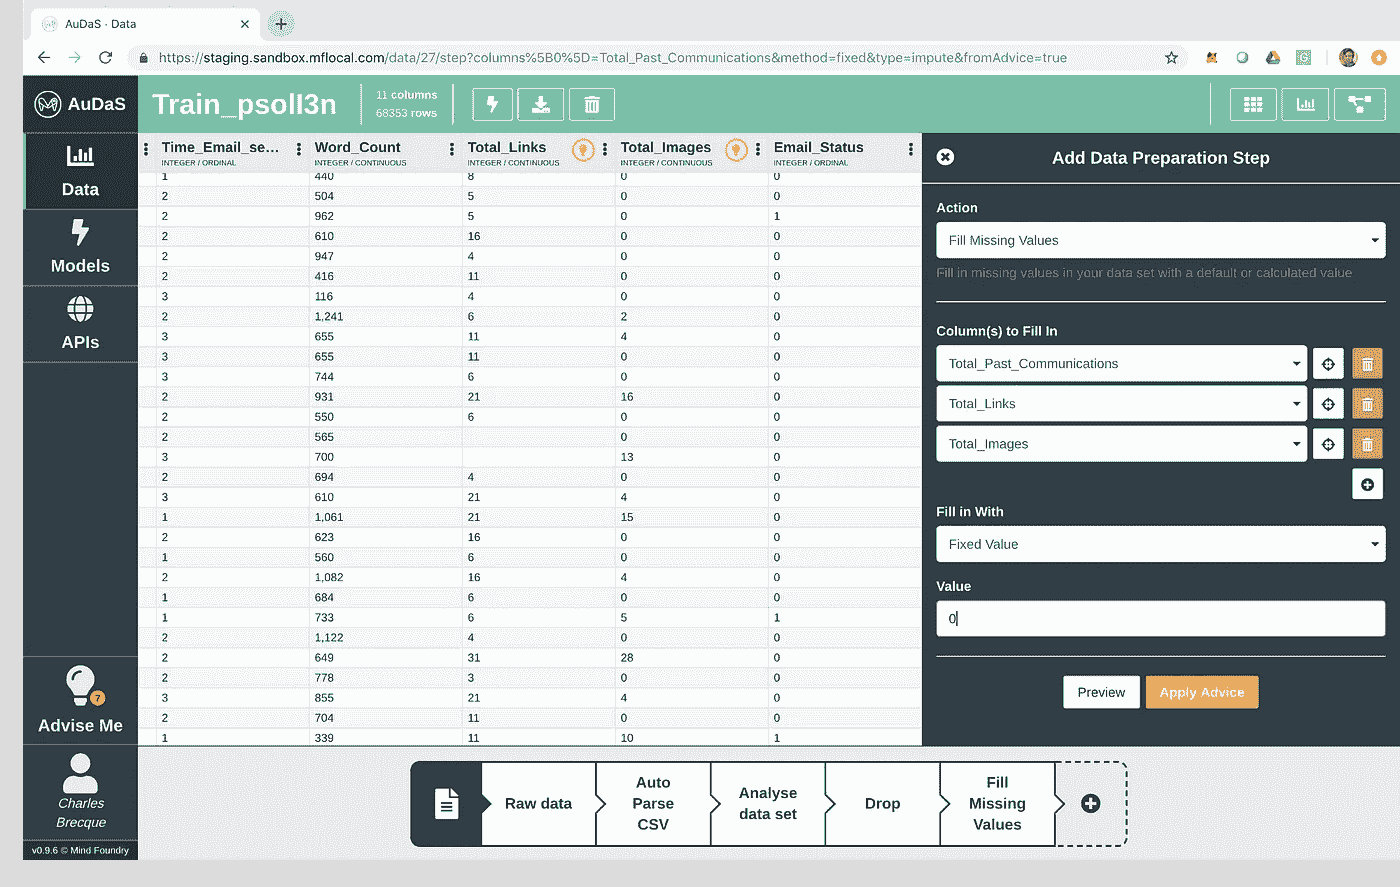 AuDaS · Data
https://staging.sandbox.mflocal.com/data/27/step?columns%5B0%5D=Total_Past_Communications&method=fixed&type=impute&fromAdvice=true
AuDaS
Train_psoll3n
11 columns
68353 rows
Data
Models
APIs
Advise Me
7
Charles
Brecque
v0.9.6 © Mind Foundry
Time_Email_se... Word_Count Total_Links Total_Images Email_Status
INTEGER / ORDINAL INTEGER / CONTINUOUS INTEGER / CONTINUOUS INTEGER / CONTINUOUS INTEGER / ORDINAL
1 440 8 0 0
2 504 5 0 0
2 962 5 0 1
2 610 16 0 0
2 947 4 0 0
2 416 11 0 0
3 116 4 0 0
2 1,241 6 2 0
3 655 11 4 0
3 655 11 0 0
3 744 6 0 0
2 931 21 16 0
2 550 6 0 0
2 565 0 0
3 700 13 0
2 694 4 0 0
3 610 21 4 0
1 1,061 21 15 0
2 623 16 0 0
1 560 6 0 0
2 1,082 16 4 0
1 684 6 0 0
1 733 6 5 1
2 1,122 4 0 0
2 649 31 28 0
2 778 3 0 0
3 855 21 4 0
2 704 11 0 0
1 339 11 10 1
Add Data Preparation Step
Action
Fill Missing Values
Fill in missing values in your data set with a default or calculated value
Column(s) to Fill In
Total_Past_Communications
Total_Links
Total_Images
Fill in With
Fixed Value
Value
0
Preview Apply Advice
Raw data
Auto
Parse
CSV
Analyse
data set
Drop
Fill
Missing
Values